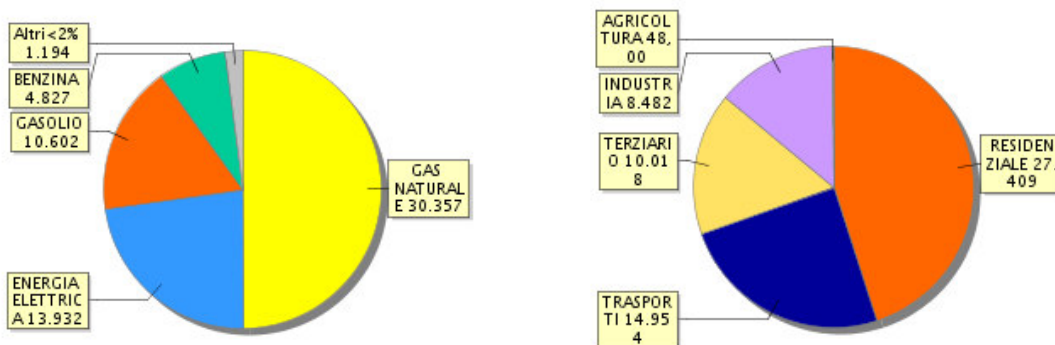 Altri<2%
1.194
BENZINA
4.827
GASOLIO
10.602
GAS
NATURAL
E 30.357
ENERGIA
ELETTRIC
A 13.932
AGRICOL
TURA 48,
00
INDUSTR
IA 8.482
TERZIARI
O 10.01
8
RESIDEN
ZIALE 27.
409
TRASPOR
TI 14.95
4